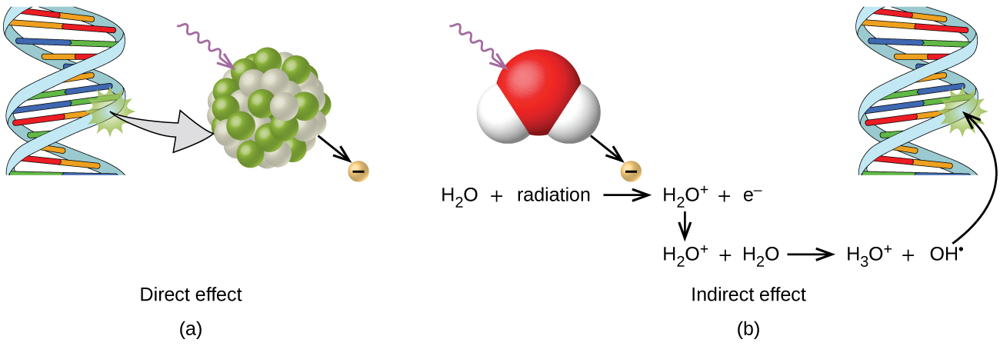 −
−
H₂O + radiation ⟶ H₂O⁺ + e⁻
H₂O⁺ + H₂O ⟶ H₃O⁺ + OH•
Direct effect
Indirect effect
(a)
(b)